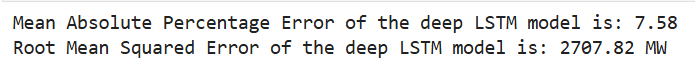 Mean Absolute Percentage Error of the deep LSTM model is: 7.58
Root Mean Squared Error of the deep LSTM model is: 2707.82 MW